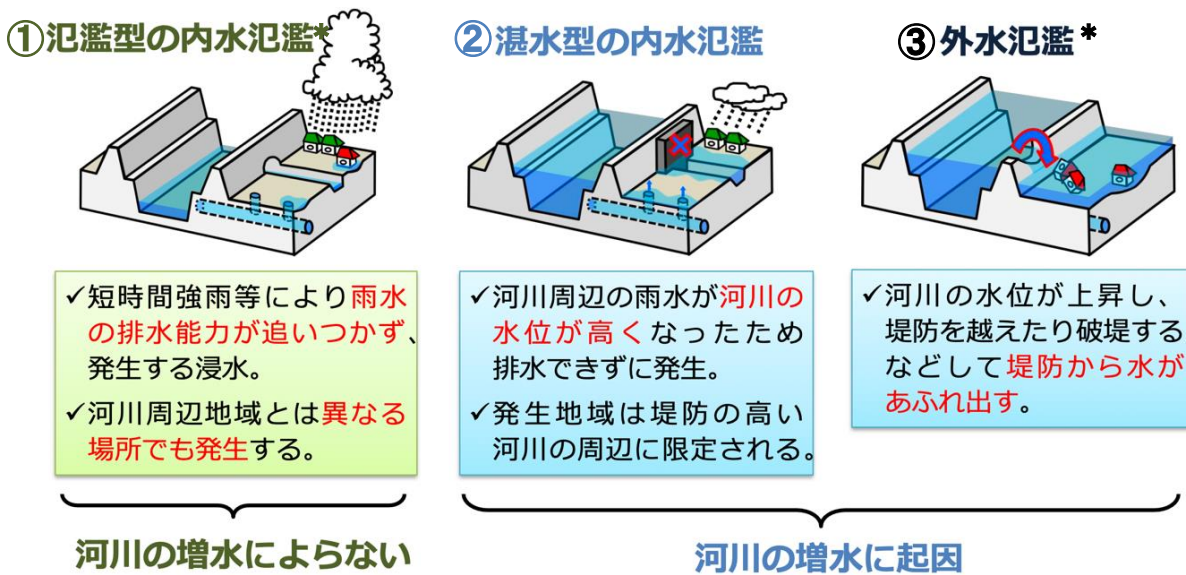 ①氾濫型の内水氾濫*
②湛水型の内水氾濫
③外水氾濫*
✓短時間強雨等により雨水
の排水能力が追いつかず、
発生する浸水。
✓河川周辺地域とは異なる
場所でも発生する。
✓河川周辺の雨水が河川の
水位が高くなったため
排水できずに発生。
✓発生地域は堤防の高い
河川の周辺に限定される。
✓河川の水位が上昇し、
堤防を越えたり破堤する
などして堤防から水が
あふれ出す。
河川の増水によらない
河川の増水に起因